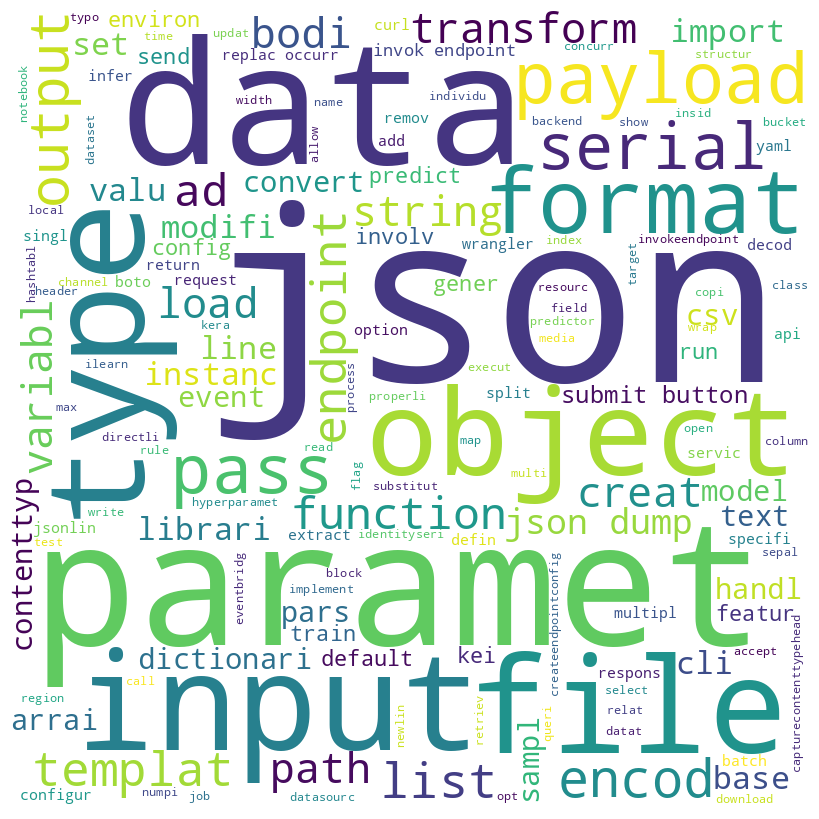 typo
environ
time
updat
bodi
curl
transform
import
output
set
send
infer
replac occurr
invok endpoint
concurr
structur
notebook
data
payload
width
name
individu
backend
show
insid
bucket
dataset
allow
add
remov
serial
yaml
valu
ad
convert
predict
format
local
modifi
string
singl
config
endpoint
involv
wrangler
index
invokeendpoint
decod
target
type
json
hashtabl
channel
boto
return
request
gener
resourc
copi
class
header
load
kera
option
field
predictor
csv
wrap
api
variabl
line
media
run
ilearn
instanc
process
execut
max
event
properli
split
submit button
directli
object
map
open
column
rule
read
servic
pass
flag
multi
substitut
contenttyp
write
hyperparamet
creat
model
jsonlin
librari
function
json dump
text
test
extract
identityseri
defin
specifi
sepal
paramet
eventbridg
implement
block
createendpointconfig
handl
pars
multipl
featur
train
dictionari
default
kei
cli
respons
accept
capturecontenttypehead
region
call
input
file
select
relat
arrai
newlin
retriev
sampl
queri
datat
templat
path
list
encod
batch
base
configur
numpi
job
datasourc
opt
download